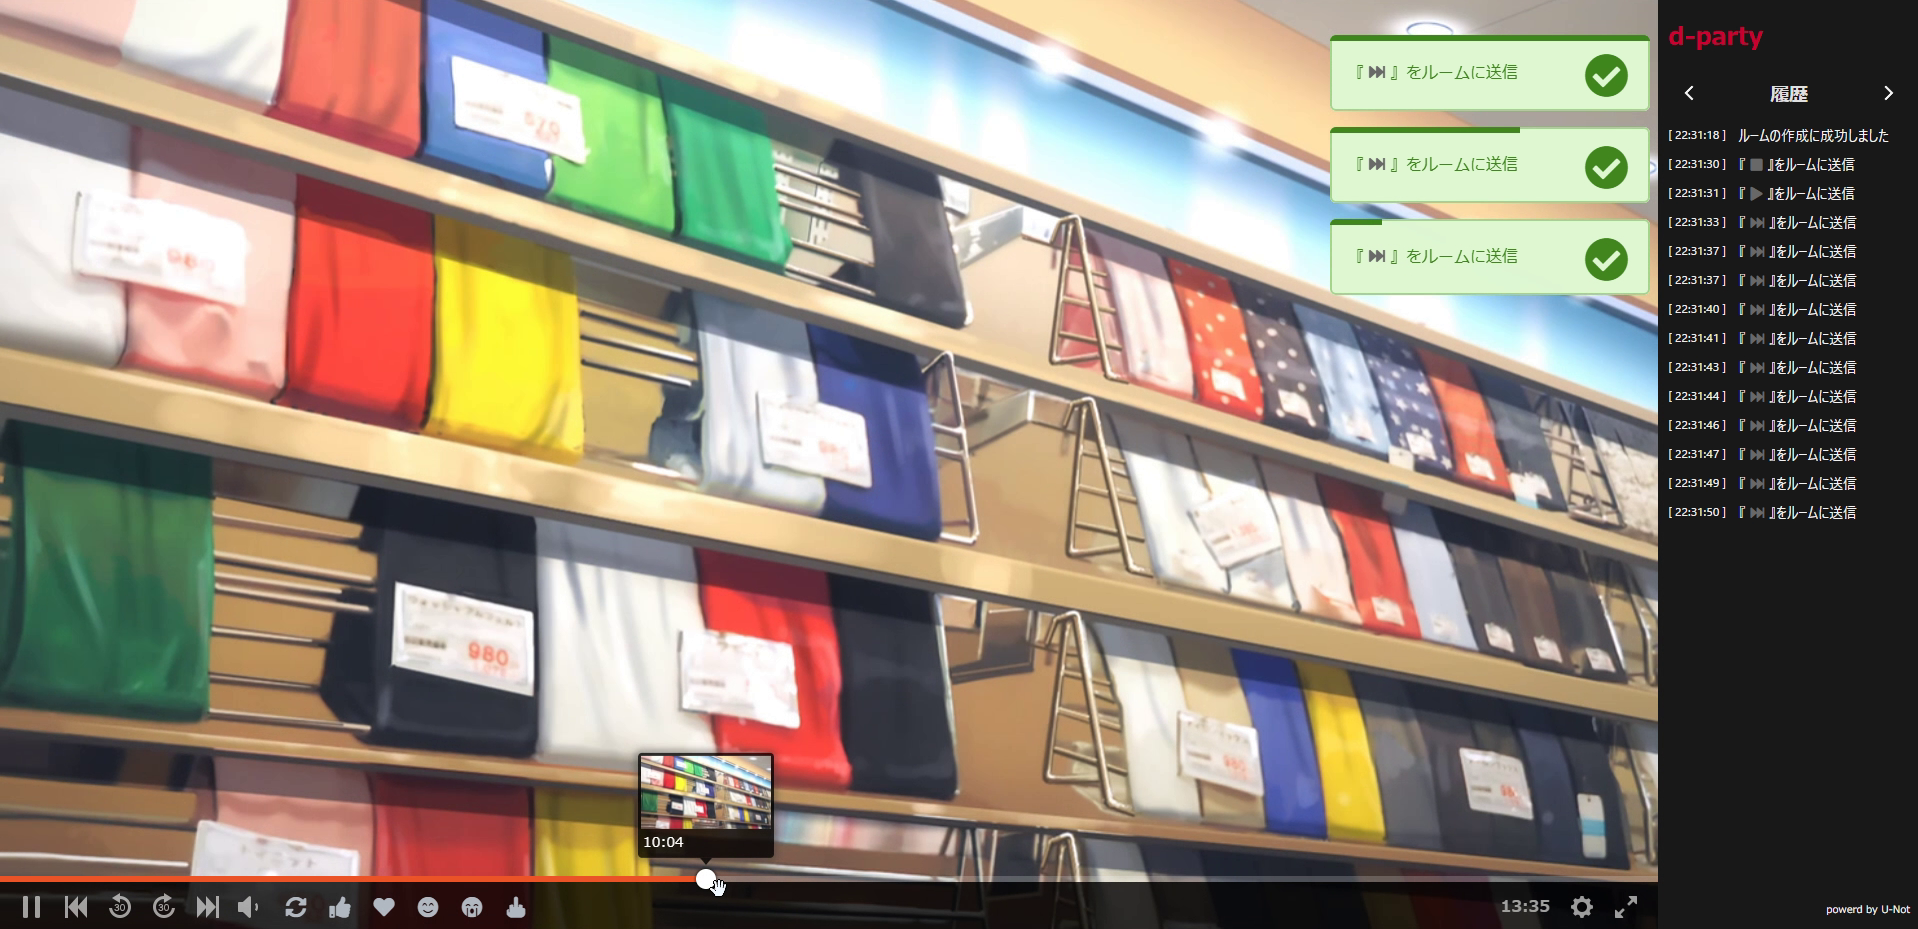 『 ⏭ 』をルームに送信
『 ⏭ 』をルームに送信
『 ⏭ 』をルームに送信
d-party
履歴
[ 22:31:18 ] ルームの作成に成功しました
[ 22:31:30 ] 『 ■ 』をルームに送信
[ 22:31:31 ] 『 ▶ 』をルームに送信
[ 22:31:33 ] 『 ⏭ 』をルームに送信
[ 22:31:37 ] 『 ⏭ 』をルームに送信
[ 22:31:37 ] 『 ⏭ 』をルームに送信
[ 22:31:40 ] 『 ⏭ 』をルームに送信
[ 22:31:41 ] 『 ⏭ 』をルームに送信
[ 22:31:43 ] 『 ⏭ 』をルームに送信
[ 22:31:44 ] 『 ⏭ 』をルームに送信
[ 22:31:46 ] 『 ⏭ 』をルームに送信
[ 22:31:47 ] 『 ⏭ 』をルームに送信
[ 22:31:49 ] 『 ⏭ 』をルームに送信
[ 22:31:50 ] 『 ⏭ 』をルームに送信
980
980
10:04
30
30
13:35
powerd by U-Not